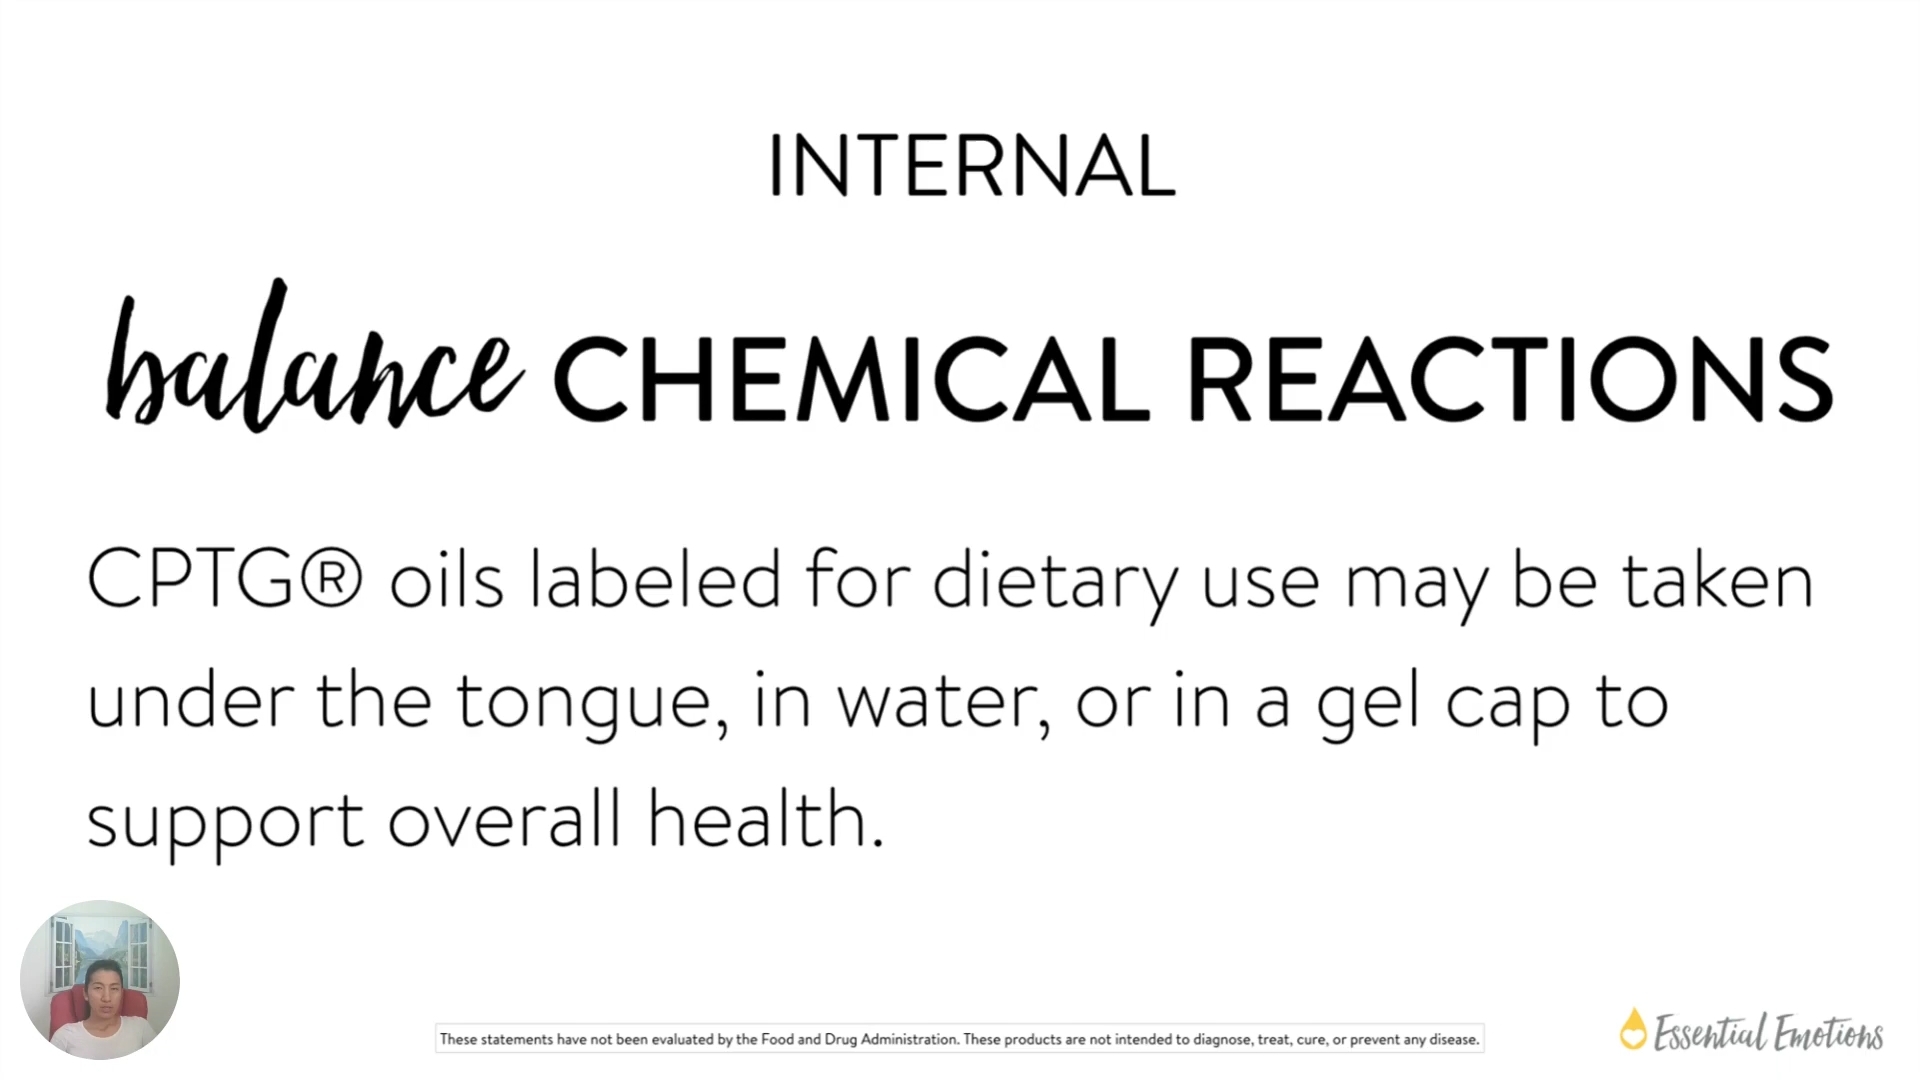 INTERNAL
balance CHEMICAL REACTIONS
CPTG® oils labeled for dietary use may be taken
under the tongue, in water, or in a gel cap to
support overall health.
These statements have not been evaluated by the Food and Drug Administration. These products are not intended to diagnose, treat, cure, or prevent any disease.
Essential Emotions